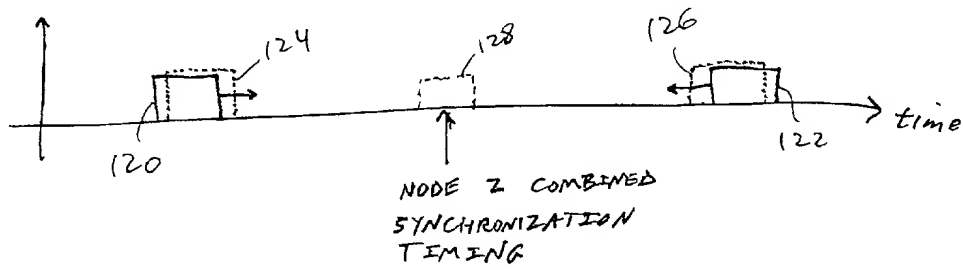 124
128
126
120
122
time
NODE Z COMBINED
SYNCHRONIZATION
TIMING